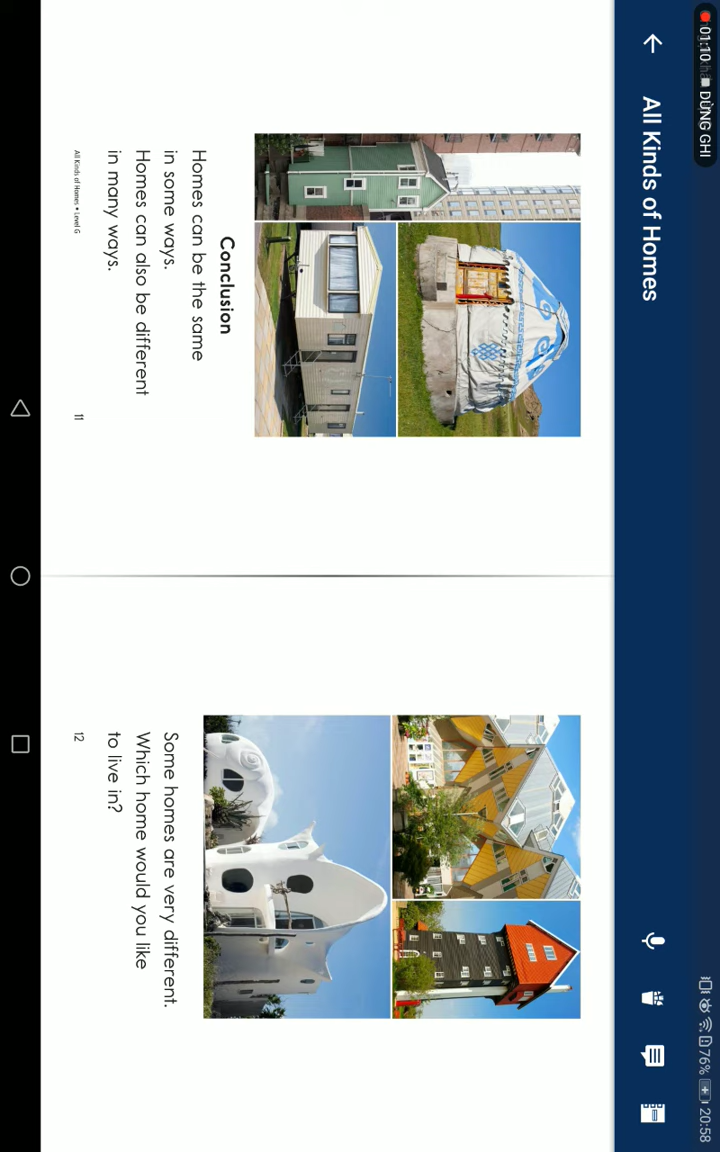 01:10 DỪNG GHI
76% 20:58
All Kinds of Homes
Conclusion
Homes can be the same
in some ways.
Homes can also be different
in many ways.
All Kinds of Homes • Level G
11
Some homes are very different.
Which home would you like
to live in?
12